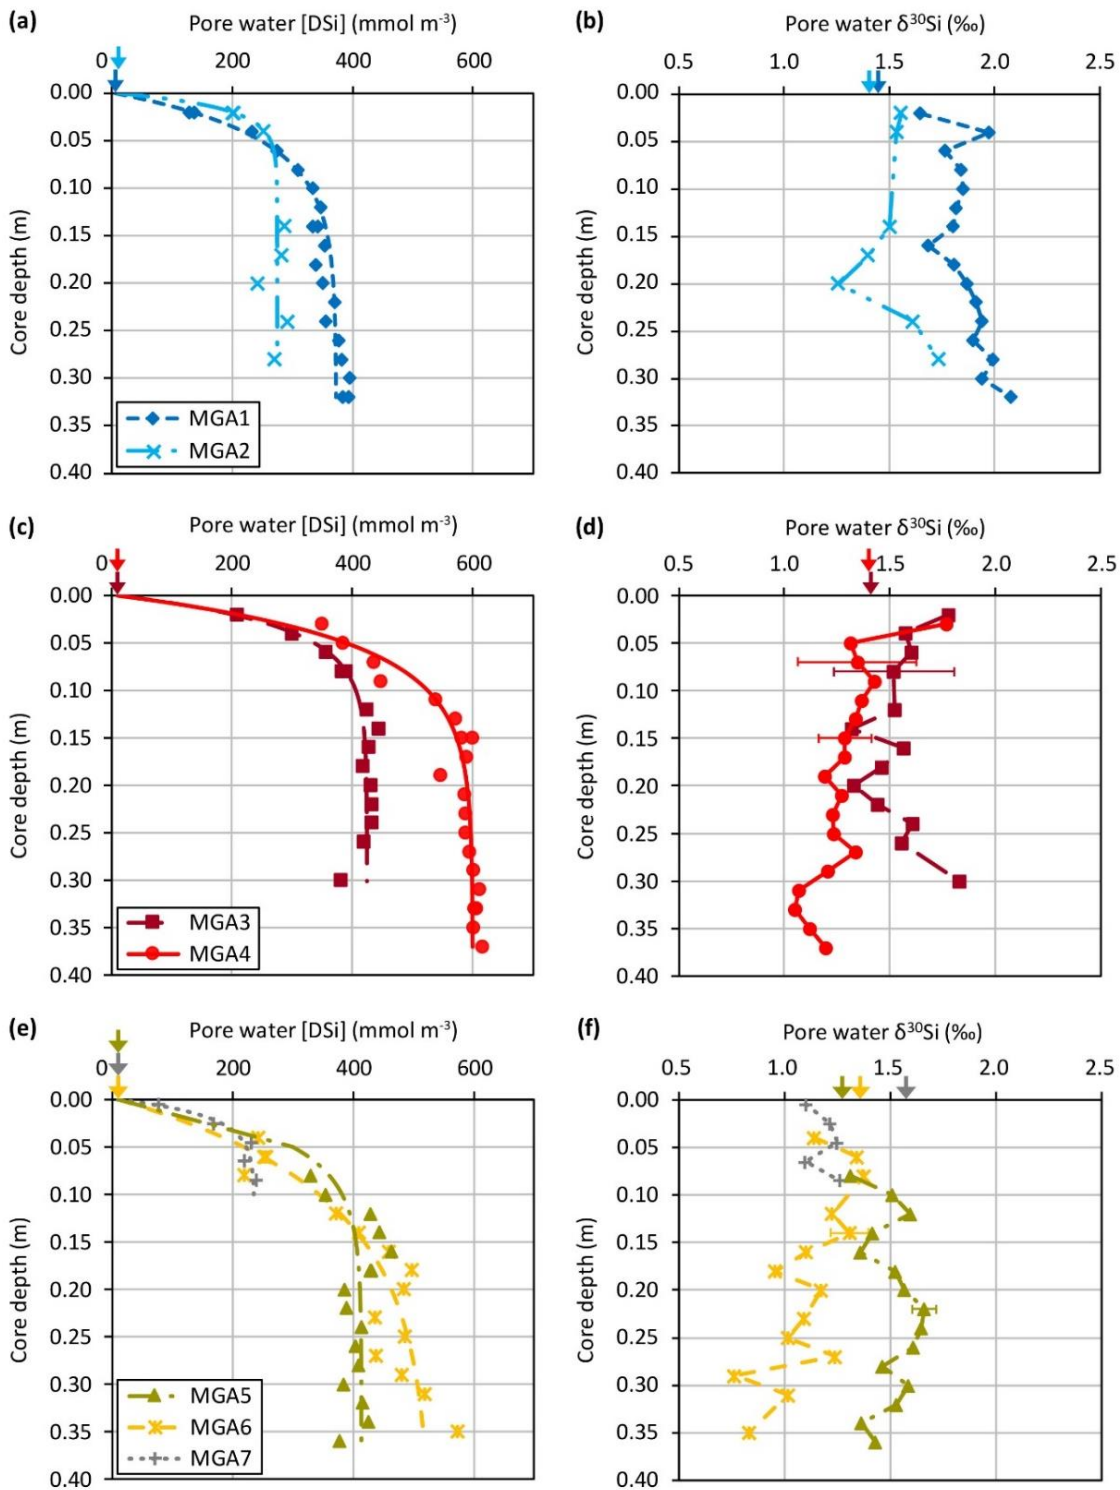 (a) Pore water [DSi] (mmol m⁻³)
0 200 400 600
0.00
0.05
0.10
0.15
0.20
0.25
0.30
0.35
0.40
Core depth (m)
MGA1
MGA2
(b) Pore water δ³⁰Si (‰)
0.5 1.0 1.5 2.0 2.5
0.00
0.05
0.10
0.15
0.20
0.25
0.30
0.35
0.40
Core depth (m)
(c) Pore water [DSi] (mmol m⁻³)
0 200 400 600
0.00
0.05
0.10
0.15
0.20
0.25
0.30
0.35
0.40
Core depth (m)
MGA3
MGA4
(d) Pore water δ³⁰Si (‰)
0.5 1.0 1.5 2.0 2.5
0.00
0.05
0.10
0.15
0.20
0.25
0.30
0.35
0.40
Core depth (m)
(e) Pore water [DSi] (mmol m⁻³)
0 200 400 600
0.00
0.05
0.10
0.15
0.20
0.25
0.30
0.35
0.40
Core depth (m)
MGA5
MGA6
MGA7
(f) Pore water δ³⁰Si (‰)
0.5 1.0 1.5 2.0 2.5
0.00
0.05
0.10
0.15
0.20
0.25
0.30
0.35
0.40
Core depth (m)